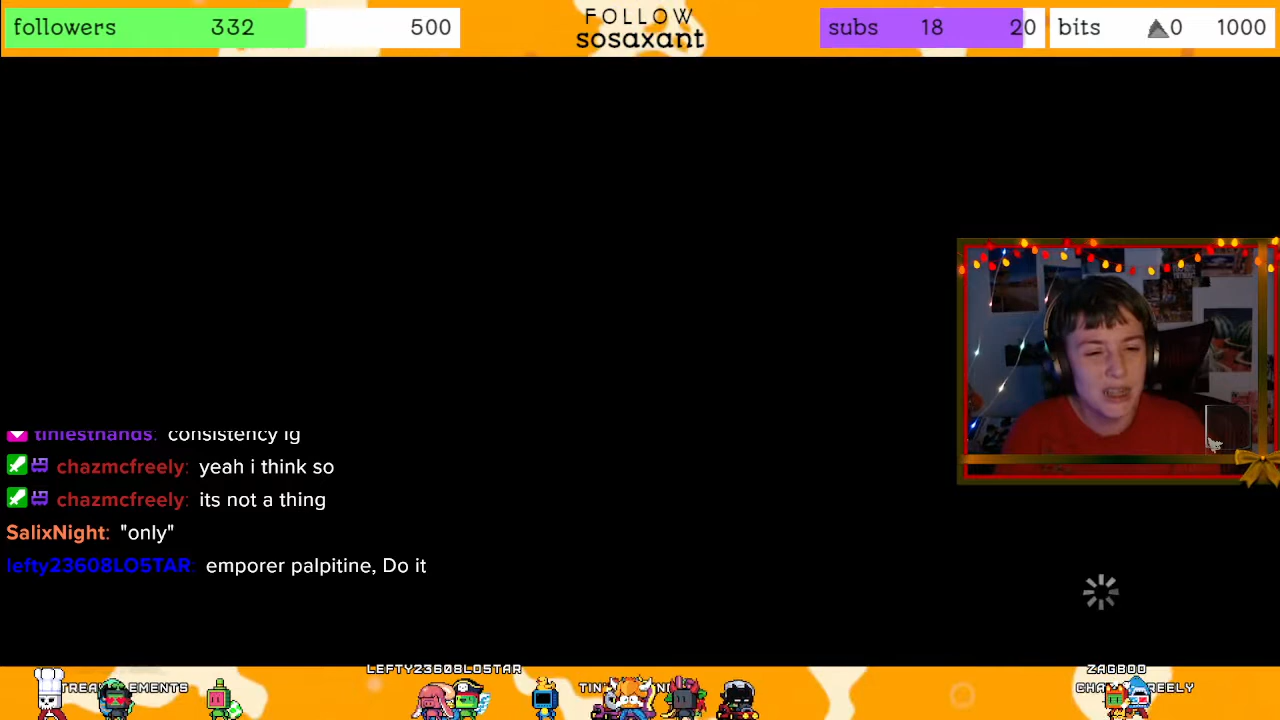 followers 332 500
FOLLOW
sosaxant
subs 18 20
bits 0 1000
tiniesthands: consistency ig
chazmcfreely: yeah i think so
chazmcfreely: its not a thing
SalixNight: "only"
lefty23608LO5TAR: emporer palpitine, Do it
LEFTY23608LO5TAR
ZAGBOO